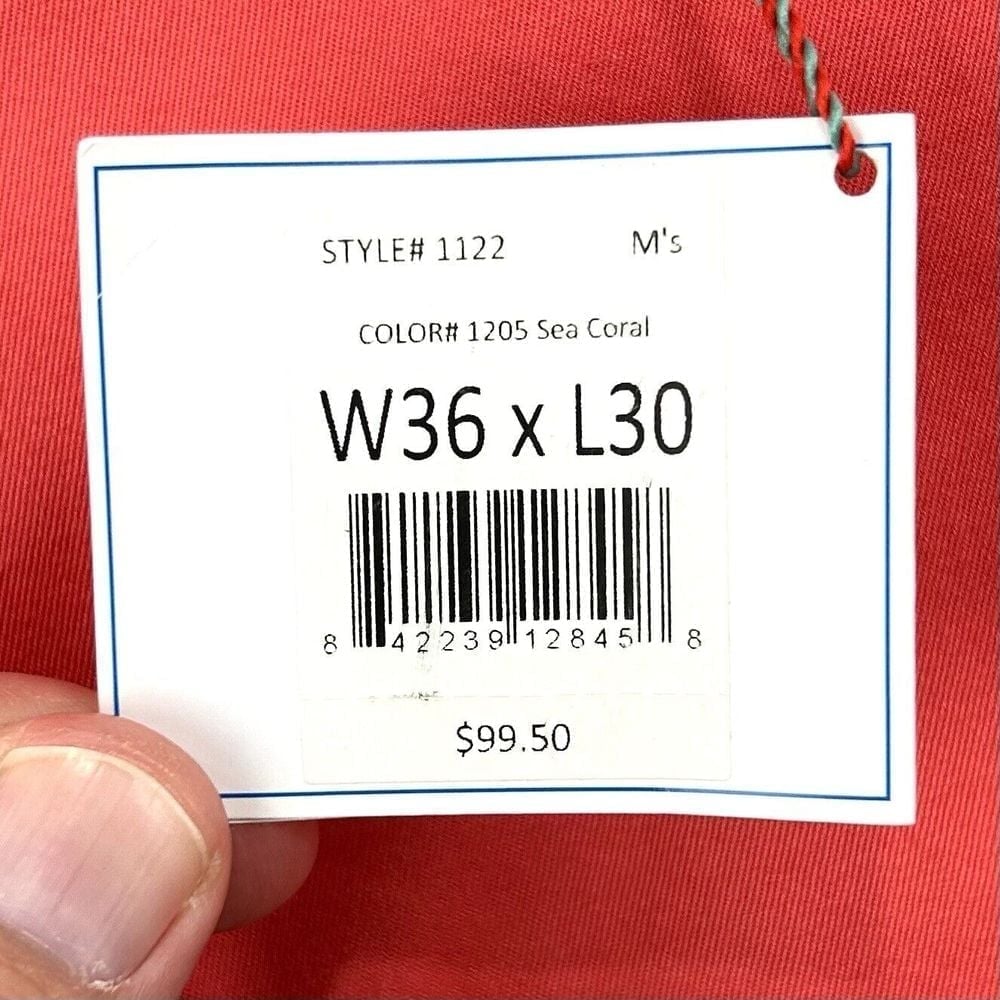 STYLE# 1122 M's
COLOR# 1205 Sea Coral
W36 x L30
8 42239 12845 8
$99.50